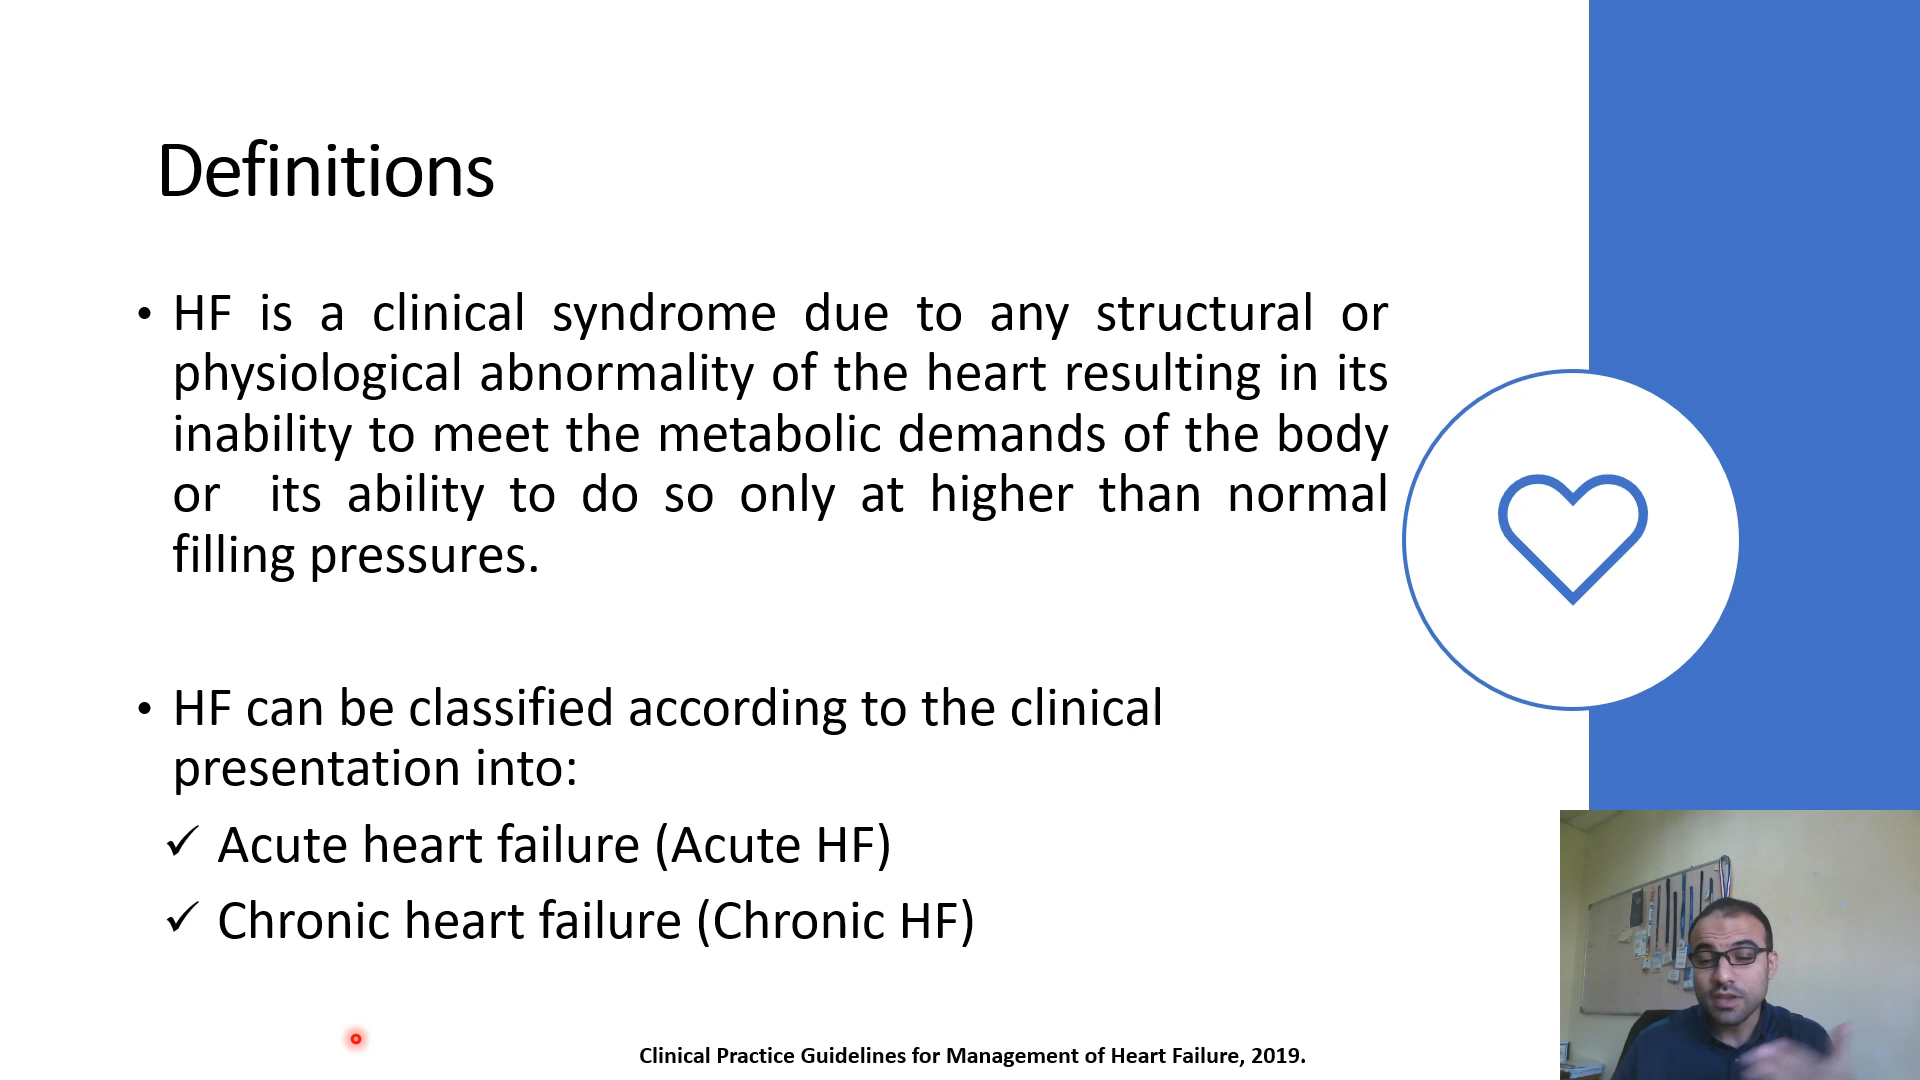 Definitions
• HF is a clinical syndrome due to any structural or
physiological abnormality of the heart resulting in its
inability to meet the metabolic demands of the body
or its ability to do so only at higher than normal
filling pressures.
• HF can be classified according to the clinical
presentation into:
✓ Acute heart failure (Acute HF)
✓ Chronic heart failure (Chronic HF)
Clinical Practice Guidelines for Management of Heart Failure, 2019.